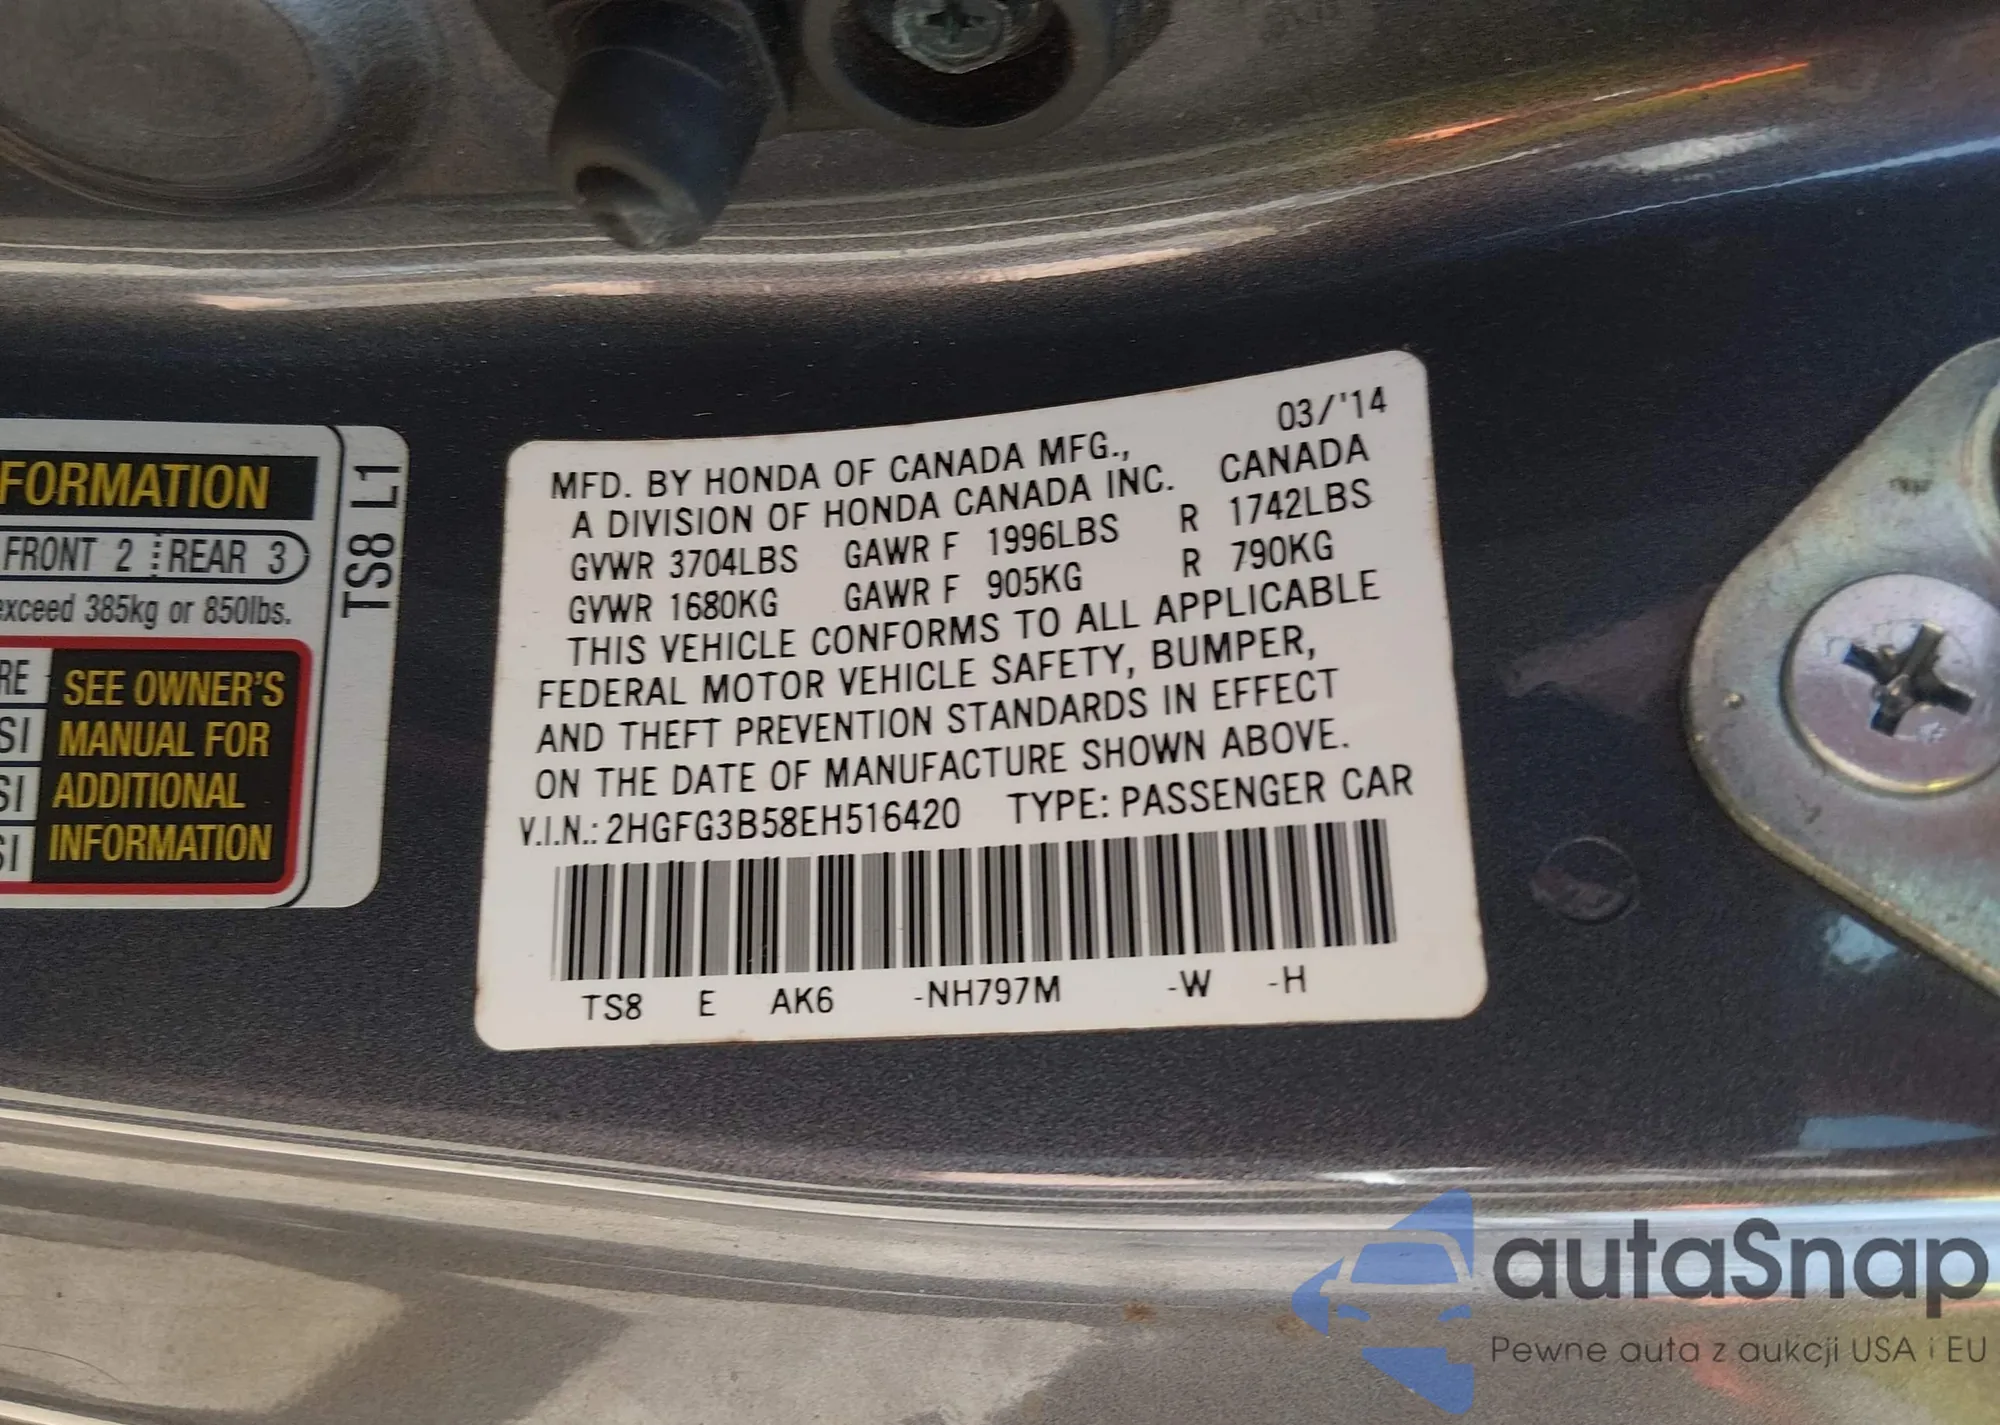 FORMATION
FRONT 2 REAR 3
exceed 385kg or 850lbs.
RE
SI
SI
SI
SEE OWNER'S
MANUAL FOR
ADDITIONAL
INFORMATION
TS8 L1
03/'14
MFD. BY HONDA OF CANADA MFG.,
A DIVISION OF HONDA CANADA INC. CANADA
GVWR 3704LBS GAWR F 1996LBS R 1742LBS
GVWR 1680KG GAWR F 905KG R 790KG
THIS VEHICLE CONFORMS TO ALL APPLICABLE
FEDERAL MOTOR VEHICLE SAFETY, BUMPER,
AND THEFT PREVENTION STANDARDS IN EFFECT
ON THE DATE OF MANUFACTURE SHOWN ABOVE.
V.I.N.: 2HGFG3B58EH516420 TYPE: PASSENGER CAR
TS8 E AK6 -NH797M -W -H
autaSnap
Pewne auta z aukcji USA i EU